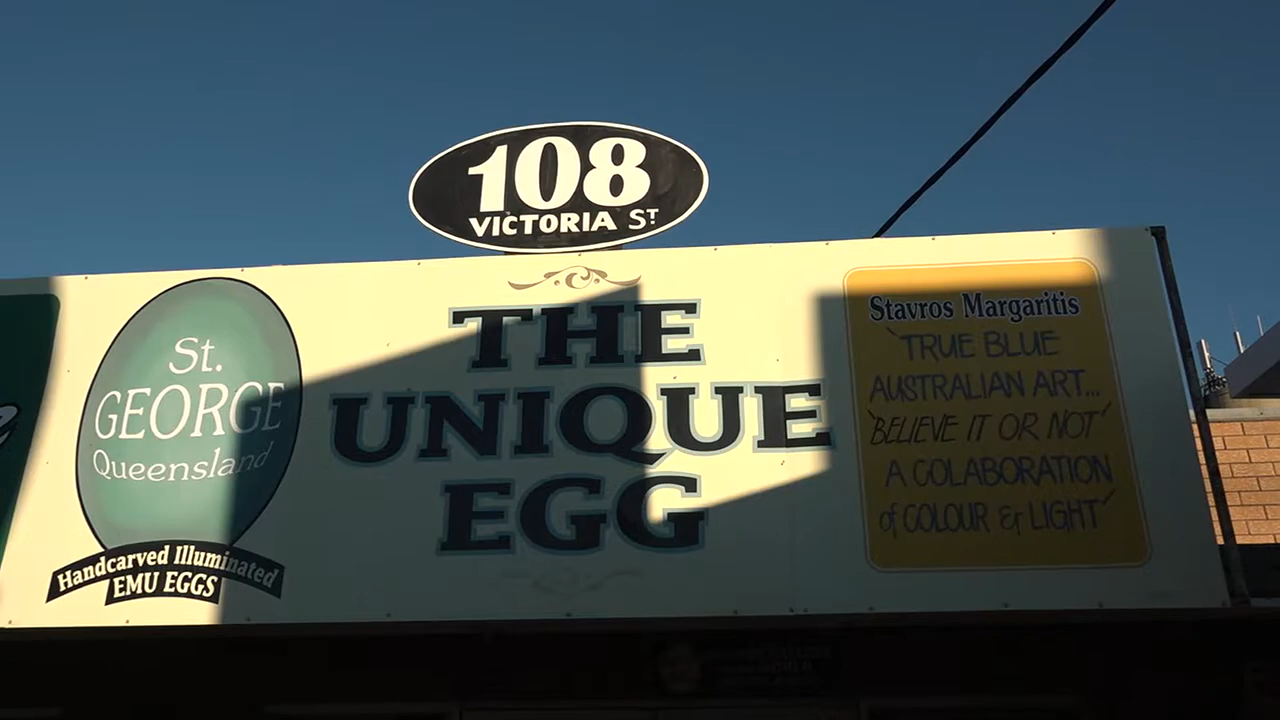 108
VICTORIA ST
St.
GEORGE
Queensland
Handcarved Illuminated
EMU EGGS
THE
UNIQUE
EGG
Stavros Margaritis
'TRUE BLUE
AUSTRALIAN ART...
'BELIEVE IT OR NOT'
A COLABORATION
of COLOUR & LIGHT'